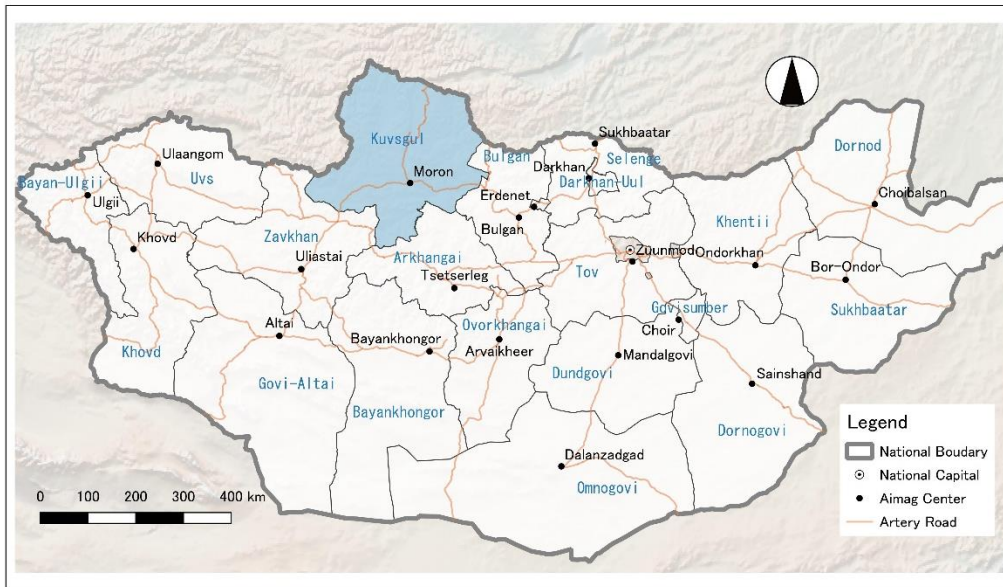 Sukhbaatar
Kuvsgul
Dornod
Ulaangom
Bulgan
Selenge
Darkhan
Moron
Darkhan-Uul
Bayan-Ulgii
Uvs
Ulgii
Choibalsan
Erdenet
Khentii
Bulgan
Khovd
Zavkhan
Zuunmod
Arkhangai
Ondorkhan
Uliastai
Tov
Bor-Ondor
Tsetserleg
Govisumber
Sukhbaatar
Ovorkhangai
Altai
Choir
Bayankhongor
Arvaikheer
Khovd
Mandalgovi
Dundgovi
Govi-Altai
Sainshand
Bayankhongor
Dornogovi
Legend
National Boudary
Dalanzadgad
National Capital
Omnogovi
0 100 200 300 400 km
Aimag Center
Artery Road